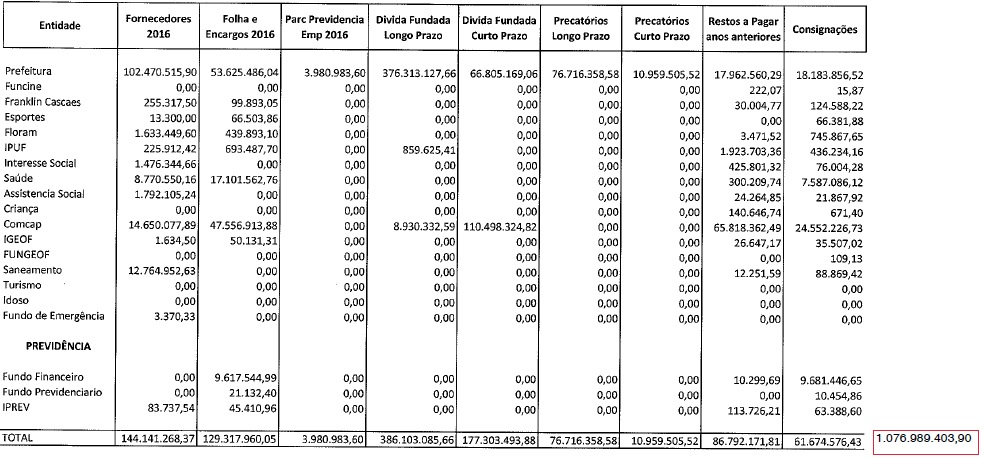 Entidade Fornecedores 2016 Folha e Encargos 2016 Parc Previdencia Emp 2016 Divida Fundada Longo Prazo Divida Fundada Curto Prazo Precatórios Longo Prazo Precatórios Curto Prazo Restos a Pagar anos anteriores Consignações
Prefeitura 102.470.515,90 53.625.486,04 3.980.983,60 376.313.127,66 66.805.169,06 76.716.358,58 10.959.505,52 17.962.560,29 18.183.856,52
Funcine 0,00 0,00 0,00 0,00 0,00 0,00 0,00 222,07 15,87
Franklin Cascaes 255.317,50 99.893,05 0,00 0,00 0,00 0,00 0,00 30.004,77 124.588,22
Esportes 13.300,00 66.503,86 0,00 0,00 0,00 0,00 0,00 0,00 66.381,88
Floram 1.633.449,60 439.893,10 0,00 0,00 0,00 0,00 0,00 3.471,52 745.867,65
IPUF 225.912,42 693.487,70 0,00 859.625,41 0,00 0,00 0,00 1.923.703,36 436.234,16
Interesse Social 1.476.344,66 0,00 0,00 0,00 0,00 0,00 0,00 425.801,32 76.004,28
Saúde 8.770.550,16 17.101.562,76 0,00 0,00 0,00 0,00 0,00 300.209,74 7.587.086,12
Assistencia Social 1.792.105,24 0,00 0,00 0,00 0,00 0,00 0,00 24.264,85 21.867,92
Criança 0,00 0,00 0,00 0,00 0,00 0,00 0,00 140.646,74 671,40
Comcap 14.650.077,89 47.556.913,88 0,00 8.930.332,59 110.498.324,82 0,00 0,00 65.818.362,49 24.552.226,73
IGEOF 1.634,50 50.131,31 0,00 0,00 0,00 0,00 0,00 26.647,17 35.507,02
FUNGEOF 0,00 0,00 0,00 0,00 0,00 0,00 0,00 0,00 109,13
Saneamento 12.764.952,63 0,00 0,00 0,00 0,00 0,00 0,00 12.251,59 88.869,42
Turismo 0,00 0,00 0,00 0,00 0,00 0,00 0,00 0,00 0,00
Idoso 0,00 0,00 0,00 0,00 0,00 0,00 0,00 0,00 0,00
Fundo de Emergência 3.370,33 0,00 0,00 0,00 0,00 0,00 0,00 0,00 0,00
PREVIDÊNCIA
Fundo Financeiro 0,00 9.617.544,99 0,00 0,00 0,00 0,00 0,00 10.299,69 9.681.446,65
Fundo Previdenciario 0,00 21.132,40 0,00 0,00 0,00 0,00 0,00 0,00 10.454,86
IPREV 83.737,54 45.410,96 0,00 0,00 0,00 0,00 0,00 113.726,21 63.388,60
TOTAL 144.141.268,37 129.317.960,05 3.980.983,60 386.103.085,66 177.303.493,88 76.716.358,58 10.959.505,52 86.792.171,81 61.674.576,43 1.076.989.403,90